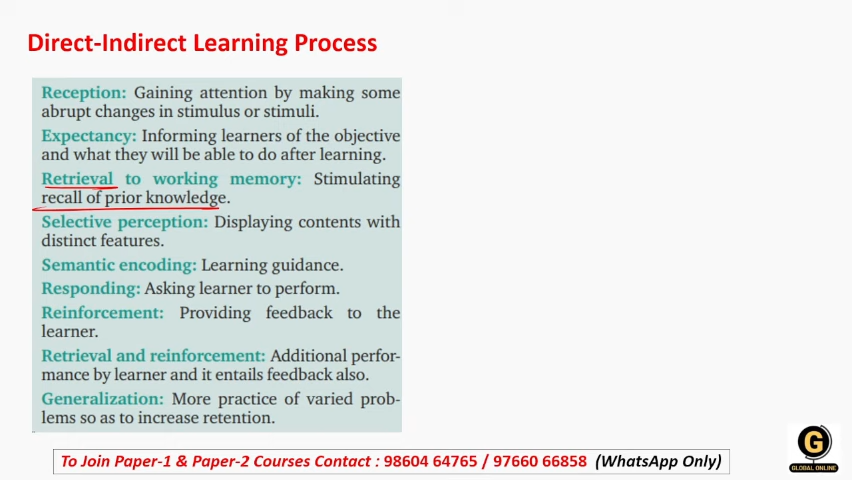 Direct-Indirect Learning Process
Reception: Gaining attention by making some
abrupt changes in stimulus or stimuli.
Expectancy: Informing learners of the objective
and what they will be able to do after learning.
Retrieval to working memory: Stimulating
recall of prior knowledge.
Selective perception: Displaying contents with
distinct features.
Semantic encoding: Learning guidance.
Responding: Asking learner to perform.
Reinforcement: Providing feedback to the
learner.
Retrieval and reinforcement: Additional perfor-
mance by learner and it entails feedback also.
Generalization: More practice of varied prob-
lems so as to increase retention.
To Join Paper-1 & Paper-2 Courses Contact : 98604 64765 / 97660 66858 (WhatsApp Only)
G
GLOBAL ONLINE